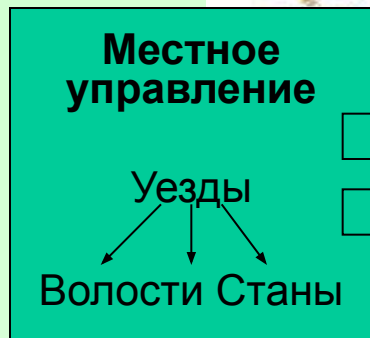 Местное
управление
Уезды
Волости Станы